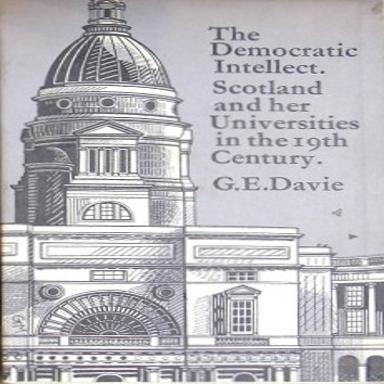 The
Democratic
Intellect.
Scotland
and her
Universities
in the 19th
Century.
G.E.Davie